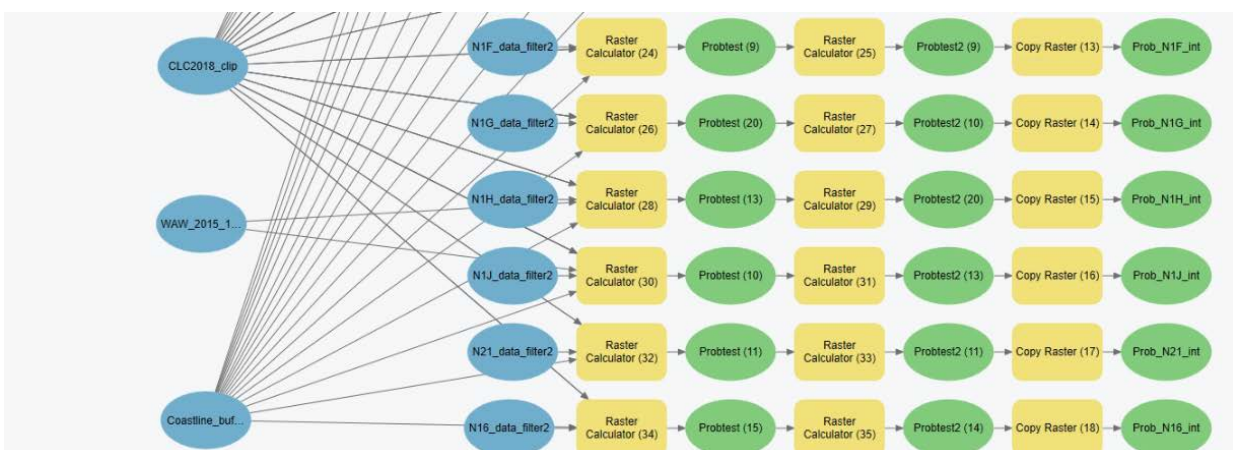 CLC2018_clip
WAW_2015_1...
Coastline_buf...
N1F_data_filter2
Raster
Calculator (24)
Probtest (9)
Raster
Calculator (25)
Probtest2 (9)
Copy Raster (13)
Prob_N1F_int
N1G_data_filter2
Raster
Calculator (26)
Probtest (20)
Raster
Calculator (27)
Probtest2 (10)
Copy Raster (14)
Prob_N1G_int
N1H_data_filter2
Raster
Calculator (28)
Probtest (13)
Raster
Calculator (29)
Probtest2 (20)
Copy Raster (15)
Prob_N1H_int
N1J_data_filter2
Raster
Calculator (30)
Probtest (10)
Raster
Calculator (31)
Probtest2 (13)
Copy Raster (16)
Prob_N1J_int
N21_data_filter2
Raster
Calculator (32)
Probtest (11)
Raster
Calculator (33)
Probtest2 (11)
Copy Raster (17)
Prob_N21_int
N16_data_filter2
Raster
Calculator (34)
Probtest (15)
Raster
Calculator (35)
Probtest2 (14)
Copy Raster (18)
Prob_N16_int